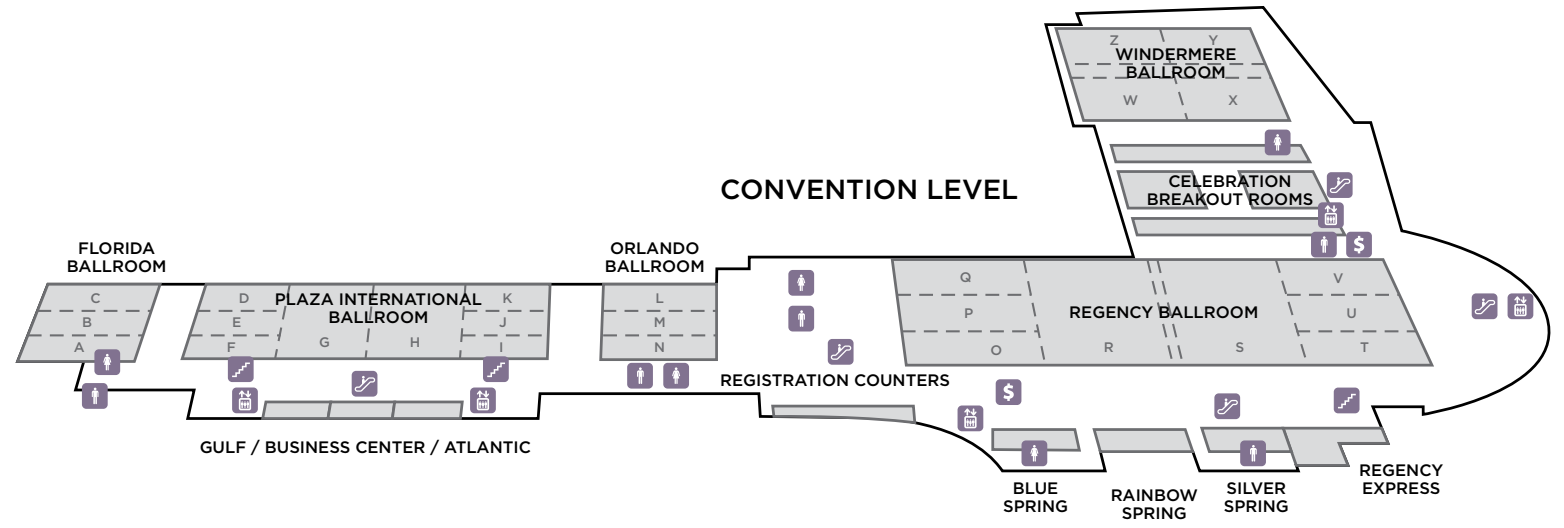 Z Y
WINDERMERE
BALLROOM
W X
CONVENTION LEVEL
CELEBRATION
BREAKOUT ROOMS
$
FLORIDA
BALLROOM
C
B
A
D
E
F
PLAZA INTERNATIONAL
BALLROOM
G H
K
J
I
ORLANDO
BALLROOM
L
M
N
Q
P
O
REGENCY BALLROOM
R S
V
U
T
REGISTRATION COUNTERS
$
GULF / BUSINESS CENTER / ATLANTIC
BLUE
SPRING
RAINBOW
SPRING
SILVER
SPRING
REGENCY
EXPRESS